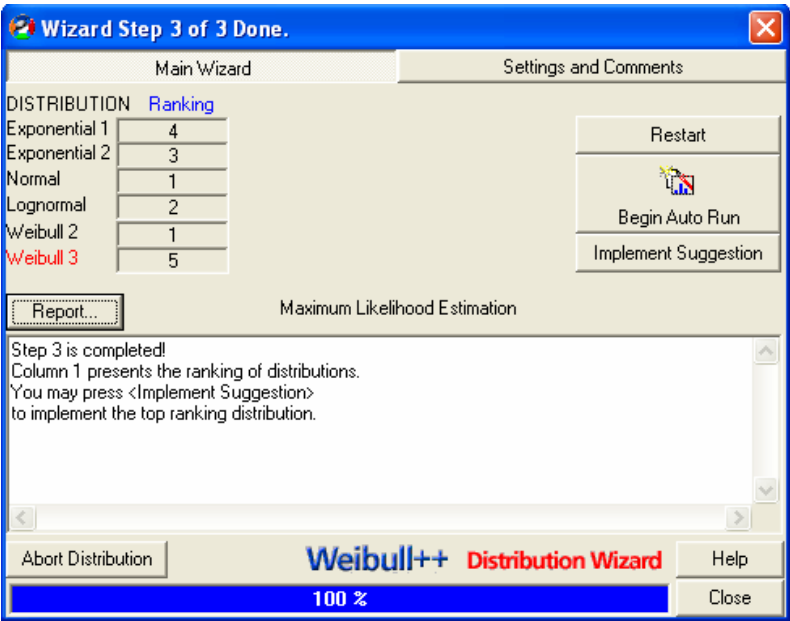 Wizard Step 3 of 3 Done.
Main Wizard Settings and Comments
DISTRIBUTION Ranking
Exponential 1 4
Exponential 2 3
Normal 1
Lognormal 2
Weibull 2 1
Weibull 3 5
Restart
Begin Auto Run
Implement Suggestion
Report... Maximum Likelihood Estimation
Step 3 is completed!
Column 1 presents the ranking of distributions.
You may press <Implement Suggestion>
to implement the top ranking distribution.
Abort Distribution Weibull++ Distribution Wizard Help
100 % Close